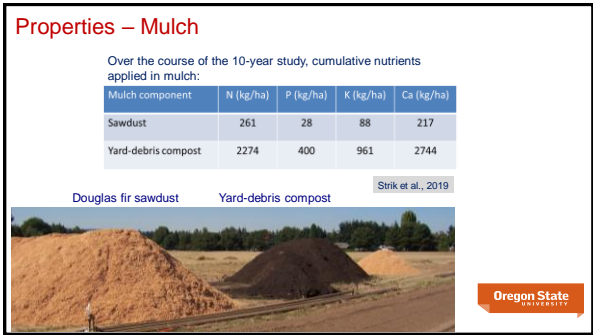 Properties – Mulch
Over the course of the 10-year study, cumulative nutrients
applied in mulch:
Mulch component N (kg/ha) P (kg/ha) K (kg/ha) Ca (kg/ha)
Sawdust 261 28 88 217
Yard-debris compost 2274 400 961 2744
Strik et al., 2019
Douglas fir sawdust Yard-debris compost
Oregon State
UNIVERSITY